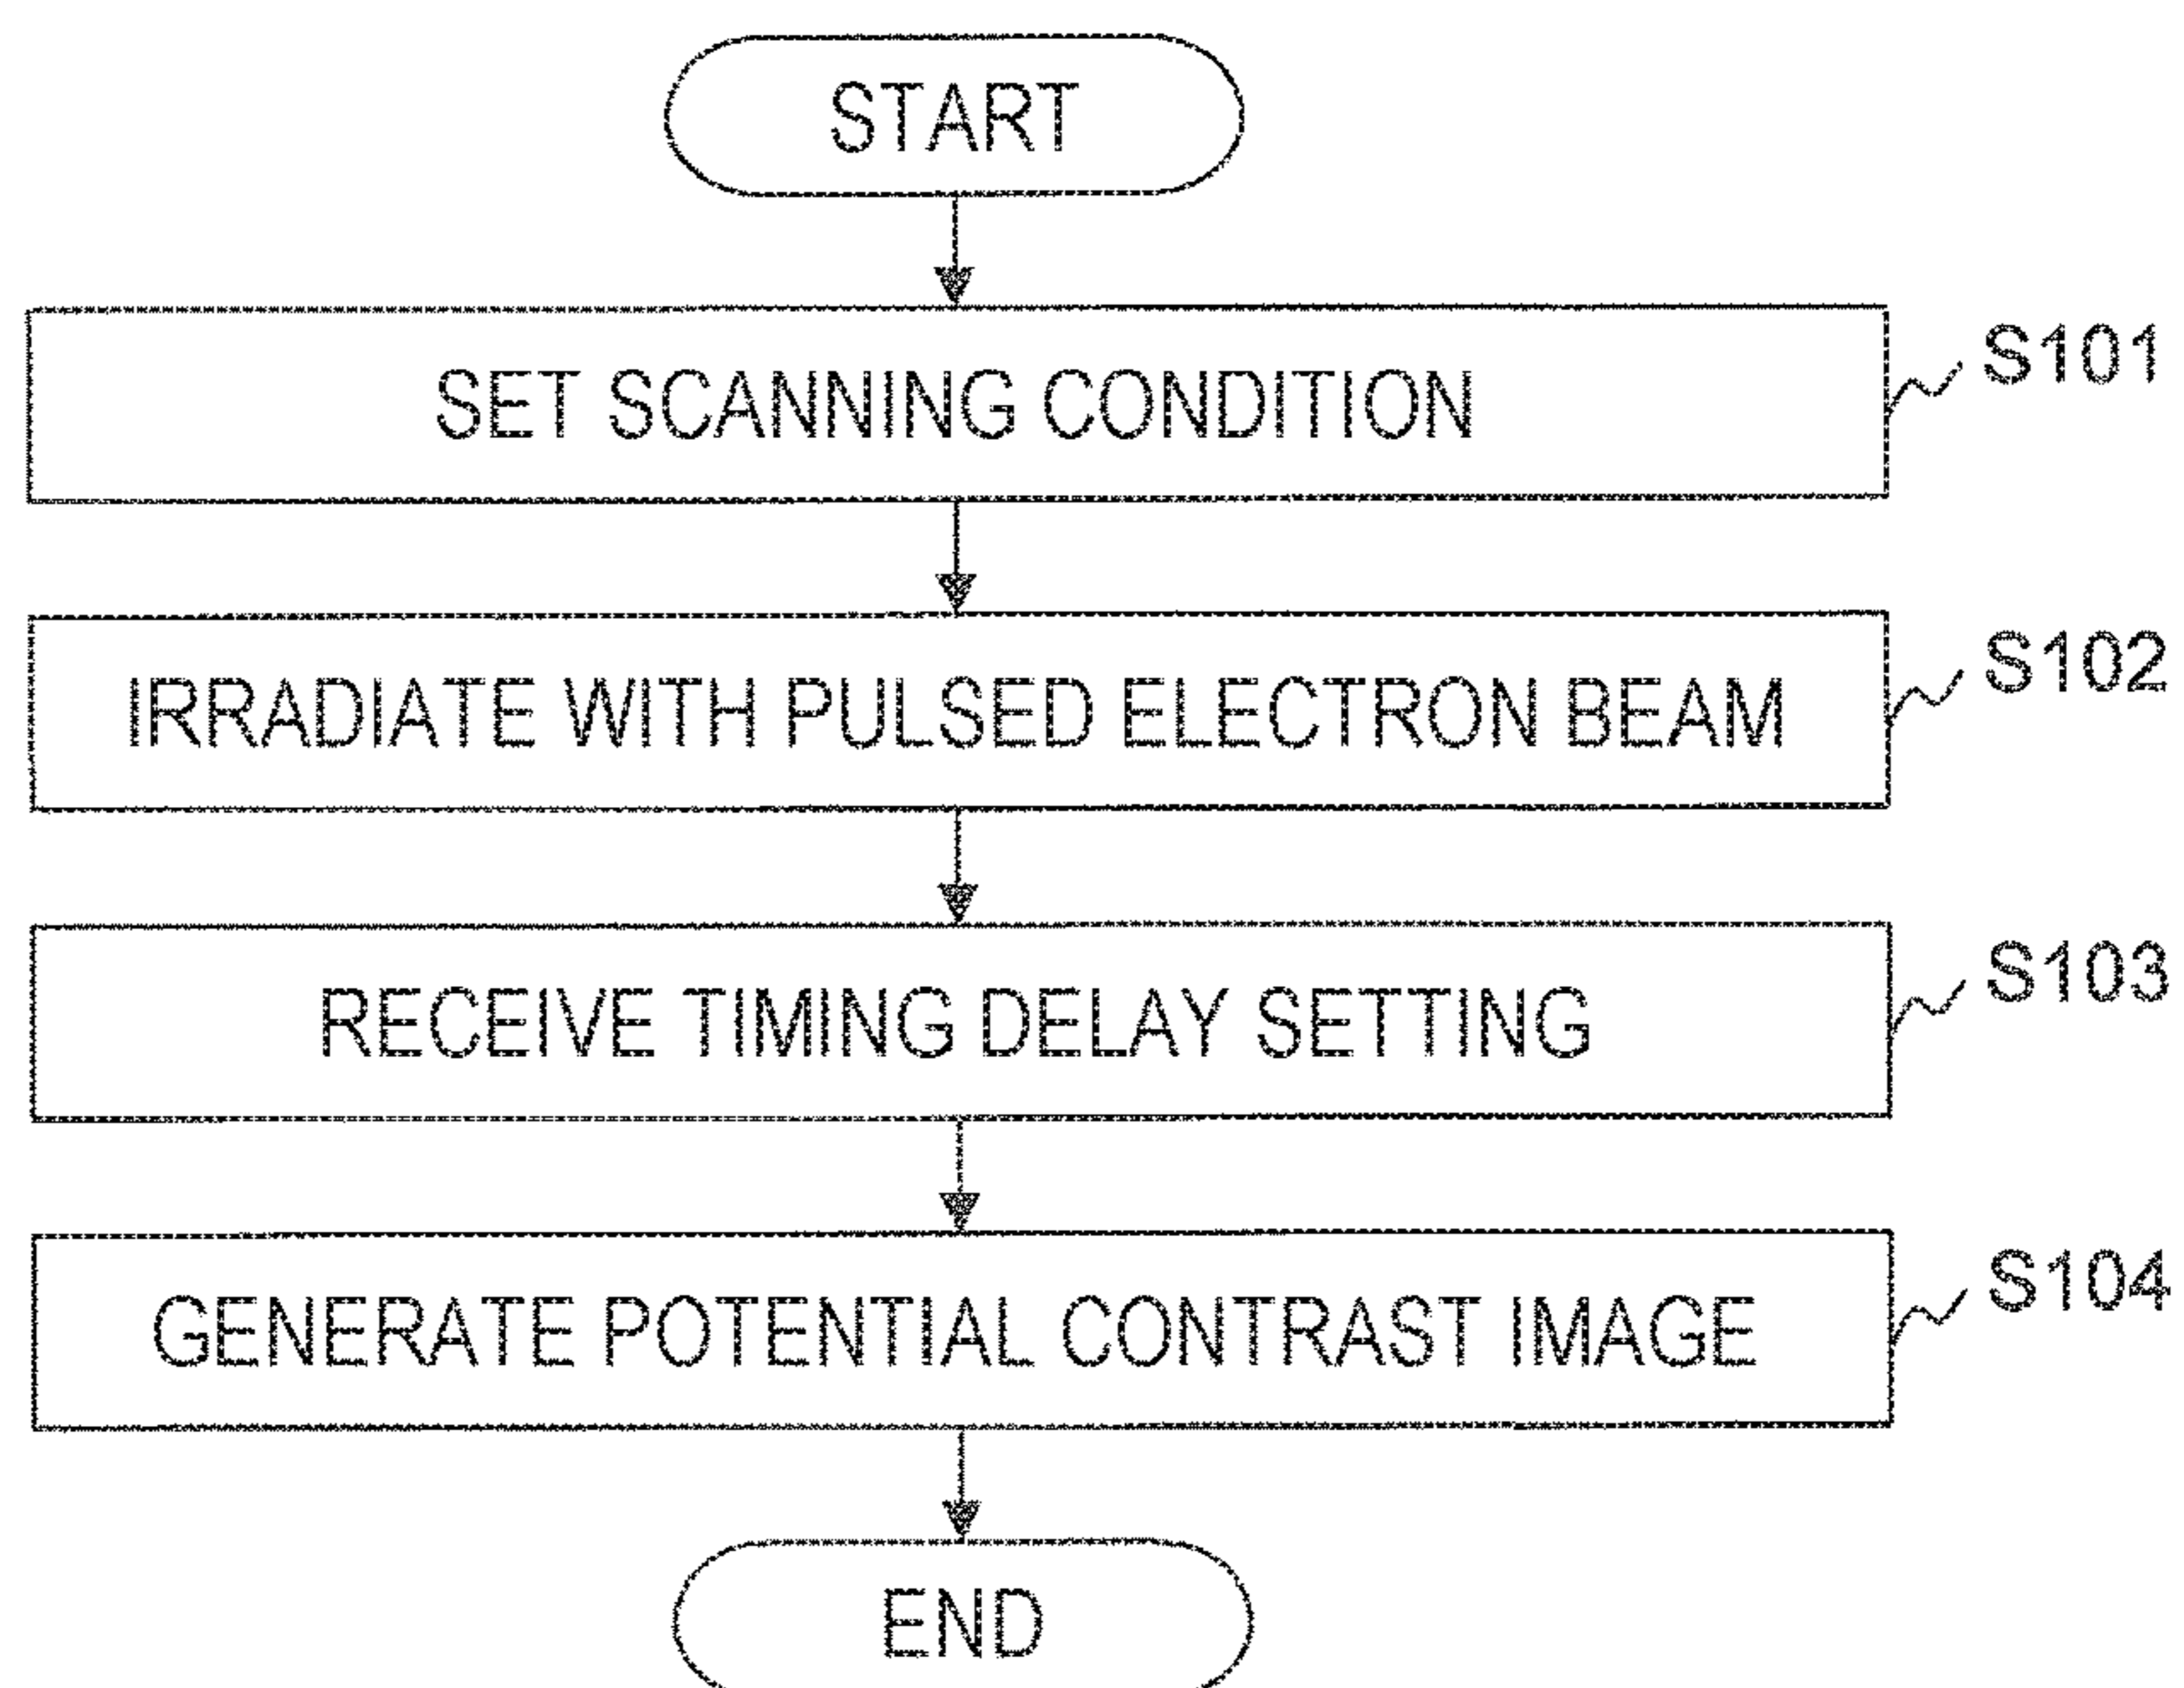 START
SET SCANNING CONDITION
S101
IRRADIATE WITH PULSED ELECTRON BEAM
S102
RECEIVE TIMING DELAY SETTING
S103
GENERATE POTENTIAL CONTRAST IMAGE
S104
END